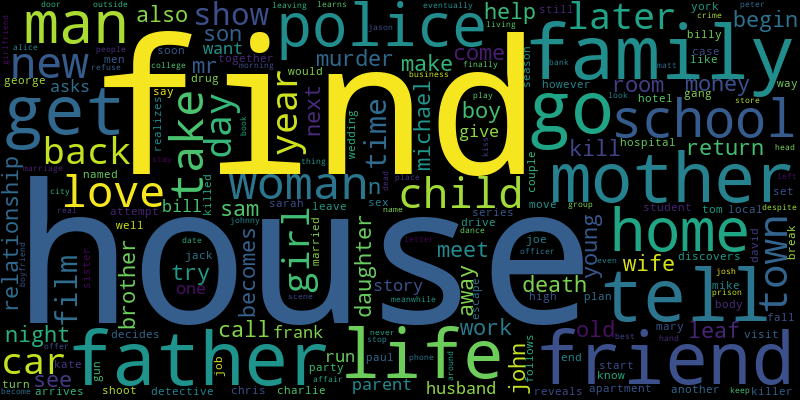 door outside leaving learns still york peter
man show police help later begin
girlfriend people jason eventually crime
also son want mr murder make come living family
new alice men refuse soon college together morning business finally season bank matt billy case like
find
george asks drug would however room money way
get say day year next michael play boy look hotel gang store
realizes take book time give go school
back wedding kiss hospital kill return head
marriage named killed thing dead place couple left
love woman n child mother set
relationship city bill sarah sex leave series move group student tom local despite
real attempt sam name drive young home david break
well johnny girl married daughter dance joe discovers
house
film sister brother date jack becomes letter meet officer wife josh town
boyfriend try story away escape tell mike prison
one scene meanwhile death high plan body fall
night decides call frank never stop work old mary hand leaf visit
offer father life phone around john follows end best friend
car kate gun job run paul start know
see party affair parent husband reveals apartment another keep killer
turn become arrives shoot detective chris charlie